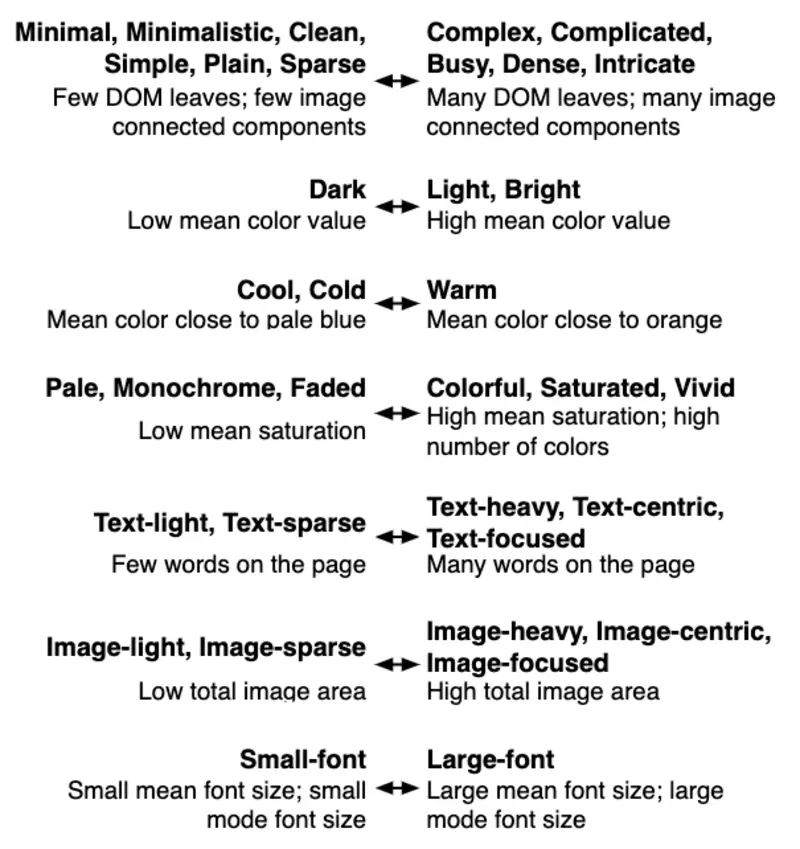 Minimal, Minimalistic, Clean,
Simple, Plain, Sparse
Few DOM leaves; few image
connected components
Complex, Complicated,
Busy, Dense, Intricate
Many DOM leaves; many image
connected components
Dark
Low mean color value
Light, Bright
High mean color value
Cool, Cold
Mean color close to pale blue
Warm
Mean color close to orange
Pale, Monochrome, Faded
Low mean saturation
Colorful, Saturated, Vivid
High mean saturation; high
number of colors
Text-light, Text-sparse
Few words on the page
Text-heavy, Text-centric,
Text-focused
Many words on the page
Image-light, Image-sparse
Low total image area
Image-heavy, Image-centric,
Image-focused
High total image area
Small-font
Small mean font size; small
mode font size
Large-font
Large mean font size; large
mode font size